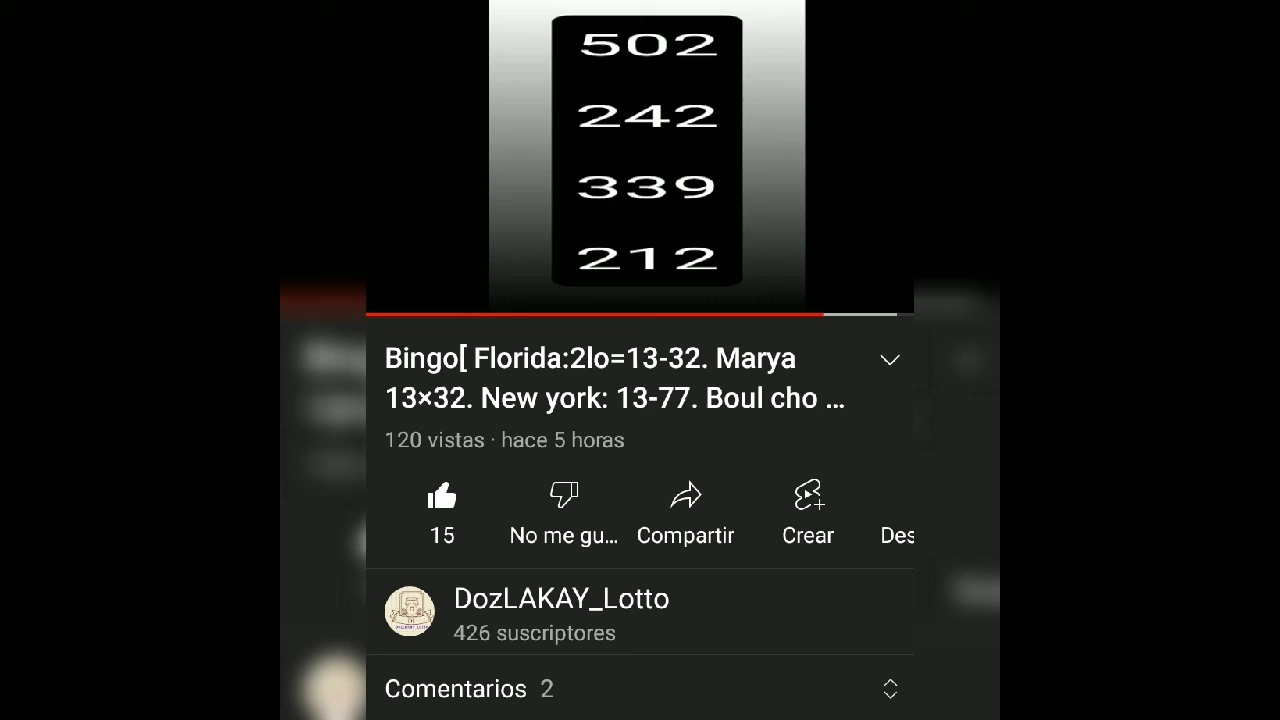 502
242
339
212
Bingo[ Florida:2lo=13-32. Marya
13×32. New york: 13-77. Boul cho ...
120 vistas · hace 5 horas
15 No me gu... Compartir Crear Des
DozLAKAY_Lotto
426 suscriptores
Comentarios 2